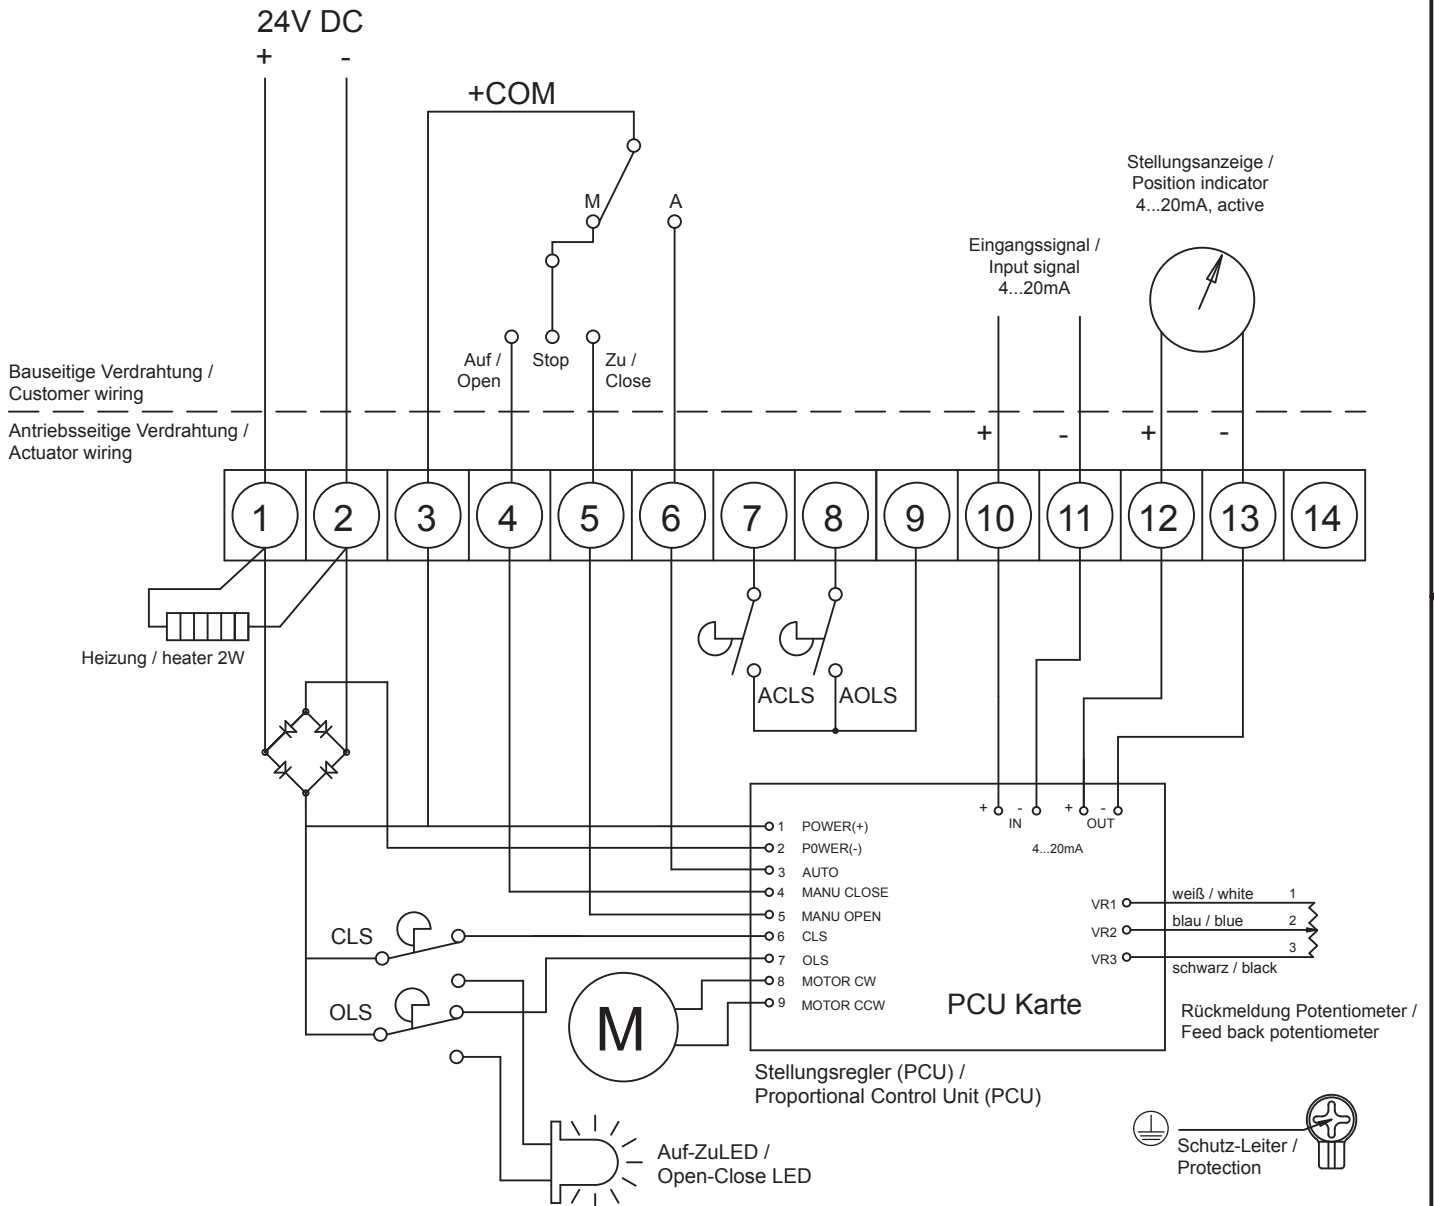 24V DC
+ -
+COM
M
A
Stellungsanzeige /
Position indicator
4...20mA, active
Eingangssignal /
Input signal
4...20mA
Auf /
Open
Stop
Zu /
Close
Bauseitige Verdrahtung /
Customer wiring
Antriebsseitige Verdrahtung /
Actuator wiring
+ - + -
1 2 3 4 5 6 7 8 9 10 11 12 13 14
Heizung / heater 2W
ACLS
AOLS
+ - + -
IN
OUT
4...20mA
1 POWER(+)
2 P0WER(-)
3 AUTO
4 MANU CLOSE
5 MANU OPEN
6 CLS
7 OLS
8 MOTOR CW
9 MOTOR CCW
VR1
VR2
VR3
weiß / white 1
blau / blue 2
3
schwarz / black
CLS
OLS
M
PCU Karte
Rückmeldung Potentiometer /
Feed back potentiometer
Stellungsregler (PCU) /
Proportional Control Unit (PCU)
Auf-ZuLED /
Open-Close LED
Schutz-Leiter /
Protection